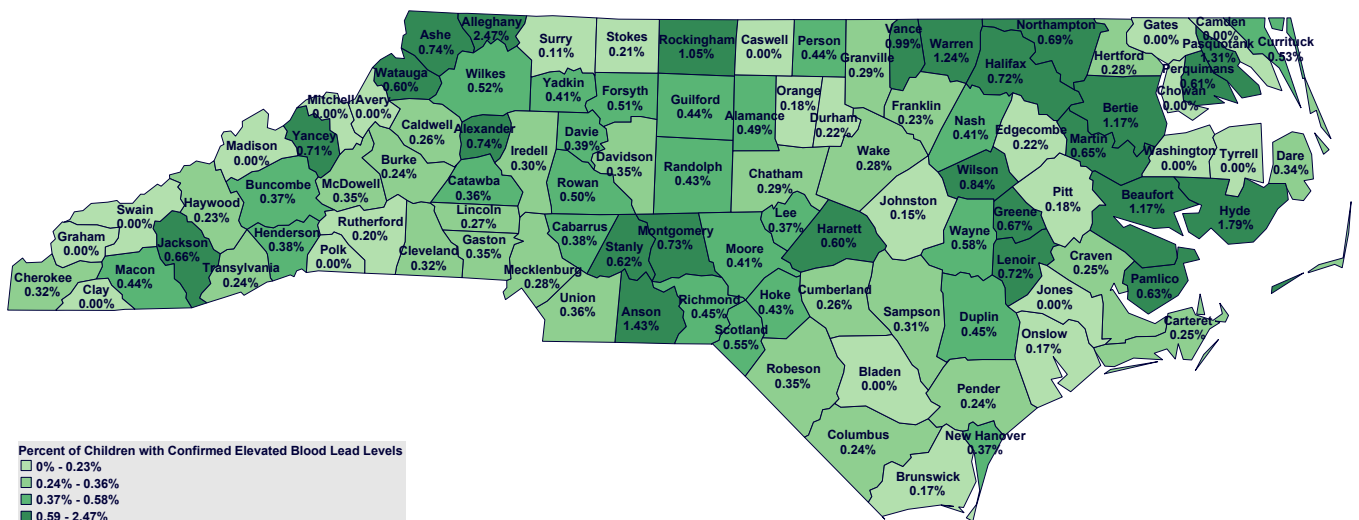 Alleghany
2.47%
Ashe
0.74%
Surry
0.11%
Stokes
0.21%
Rockingham
1.05%
Caswell
0.00%
Person
0.44%
Granville
0.29%
Vance
0.99%
Warren
1.24%
Northampton
0.69%
Halifax
0.72%
Hertford
0.28%
Gates
0.00%
Camden
0.00%
Pasquotank
1.31%
Currituck
0.53%
Perquimans
0.61%
Chowan
0.00%
Bertie
1.17%
Watauga
0.60%
Wilkes
0.52%
Yadkin
0.41%
Forsyth
0.51%
Guilford
0.44%
Alamance
0.49%
Orange
0.18%
Durham
0.22%
Franklin
0.23%
Nash
0.41%
Edgecombe
0.22%
Martin
0.65%
Washington
0.00%
Tyrrell
0.00%
Dare
0.34%
Mitchell
0.00%
Avery
0.00%
Yancey
0.71%
Madison
0.00%
Caldwell
0.26%
Alexander
0.74%
Iredell
0.30%
Davie
0.39%
Davidson
0.35%
Randolph
0.43%
Chatham
0.29%
Wake
0.28%
Wilson
0.84%
Pitt
0.18%
Beaufort
1.17%
Hyde
1.79%
Burke
0.24%
McDowell
0.35%
Buncombe
0.37%
Haywood
0.23%
Swain
0.00%
Graham
0.00%
Cherokee
0.32%
Clay
0.00%
Macon
0.44%
Jackson
0.66%
Transylvania
0.24%
Henderson
0.38%
Polk
0.00%
Rutherford
0.20%
Cleveland
0.32%
Catawba
0.36%
Lincoln
0.27%
Gaston
0.35%
Mecklenburg
0.28%
Rowan
0.50%
Cabarrus
0.38%
Stanly
0.62%
Montgomery
0.73%
Union
0.36%
Anson
1.43%
Richmond
0.45%
Moore
0.41%
Lee
0.37%
Harnett
0.60%
Johnston
0.15%
Wayne
0.58%
Greene
0.67%
Lenoir
0.72%
Craven
0.25%
Pamlico
0.63%
Jones
0.00%
Carteret
0.25%
Onslow
0.17%
Duplin
0.45%
Sampson
0.31%
Cumberland
0.26%
Hoke
0.43%
Scotland
0.55%
Robeson
0.35%
Bladen
0.00%
Pender
0.24%
Columbus
0.24%
New Hanover
0.37%
Brunswick
0.17%
Percent of Children with Confirmed Elevated Blood Lead Levels
0% - 0.23%
0.24% - 0.36%
0.37% - 0.58%
0.59 - 2.47%